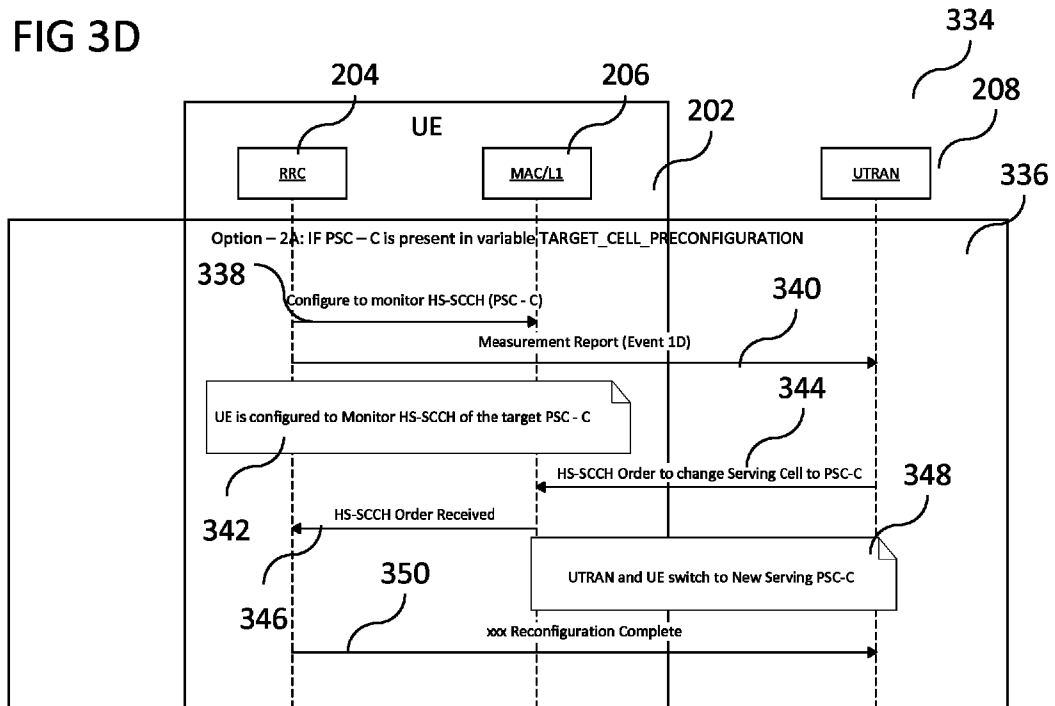 FIG 3D
334
204
206
208
202
UE
RRC
MAC/L1
UTRAN
336
Option – 2A: IF PSC – C is present in variable TARGET_CELL_PRECONFIGURATION
338
Configure to monitor HS-SCCH (PSC - C)
340
Measurement Report (Event 1D)
344
UE is configured to Monitor HS-SCCH of the target PSC - C
HS-SCCH Order to change Serving Cell to PSC-C
348
342
HS-SCCH Order Received
UTRAN and UE switch to New Serving PSC-C
350
346
xxx Reconfiguration Complete